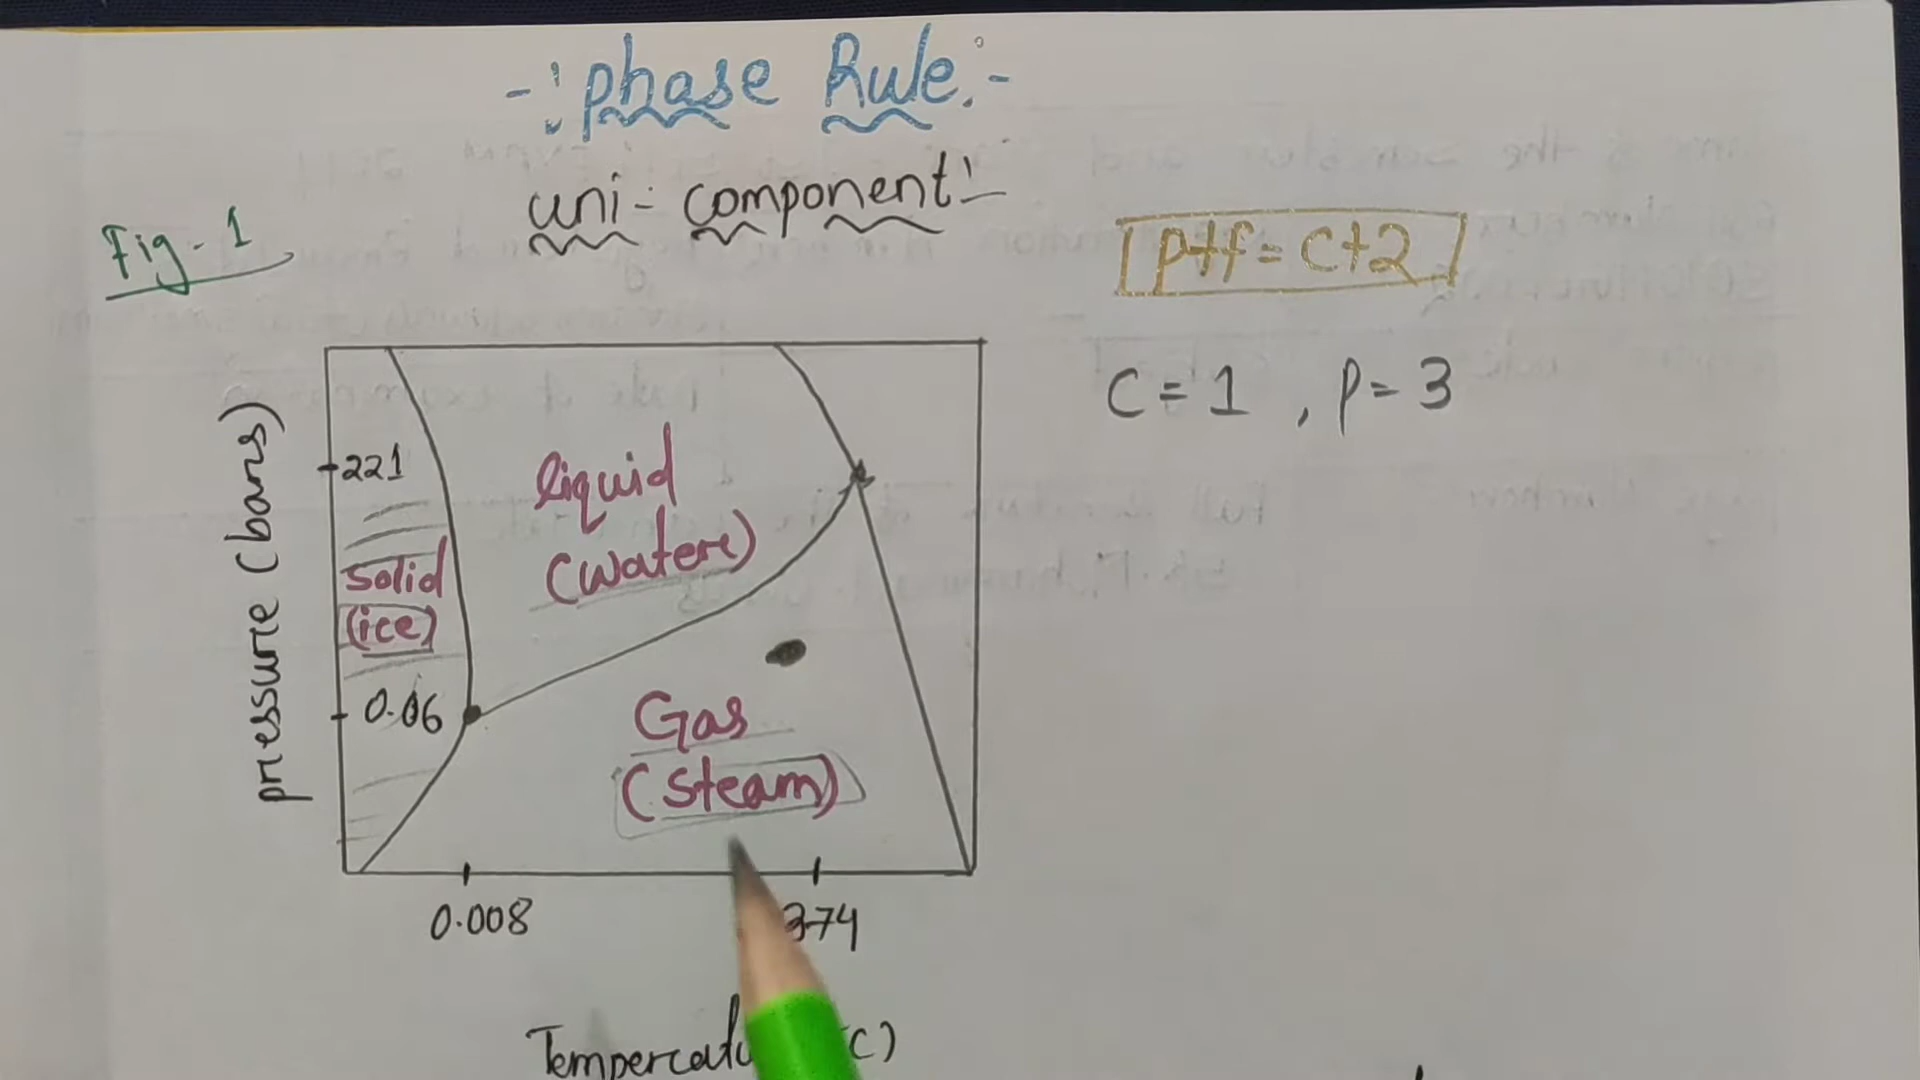 -: phase Rule:-
uni- component:-
Fig- 1
p+f= c+2
C = 1 , P= 3
pressure (bars)
221
liquid
(water)
solid
(ice)
0.06
Gas
(steam)
0.008
374